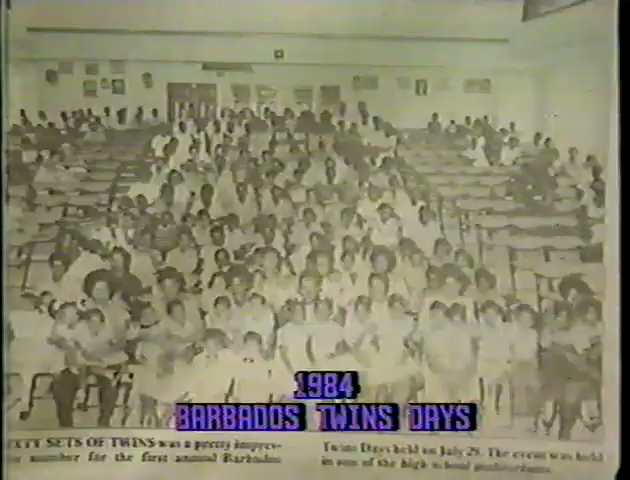 1984
BARBADOS TWINS DAYS
SETS OF TWINS was a pretty impres-
number for the first annual Barbados
Twins Days held on July 28. The event was held
in one of the high school auditoriums.